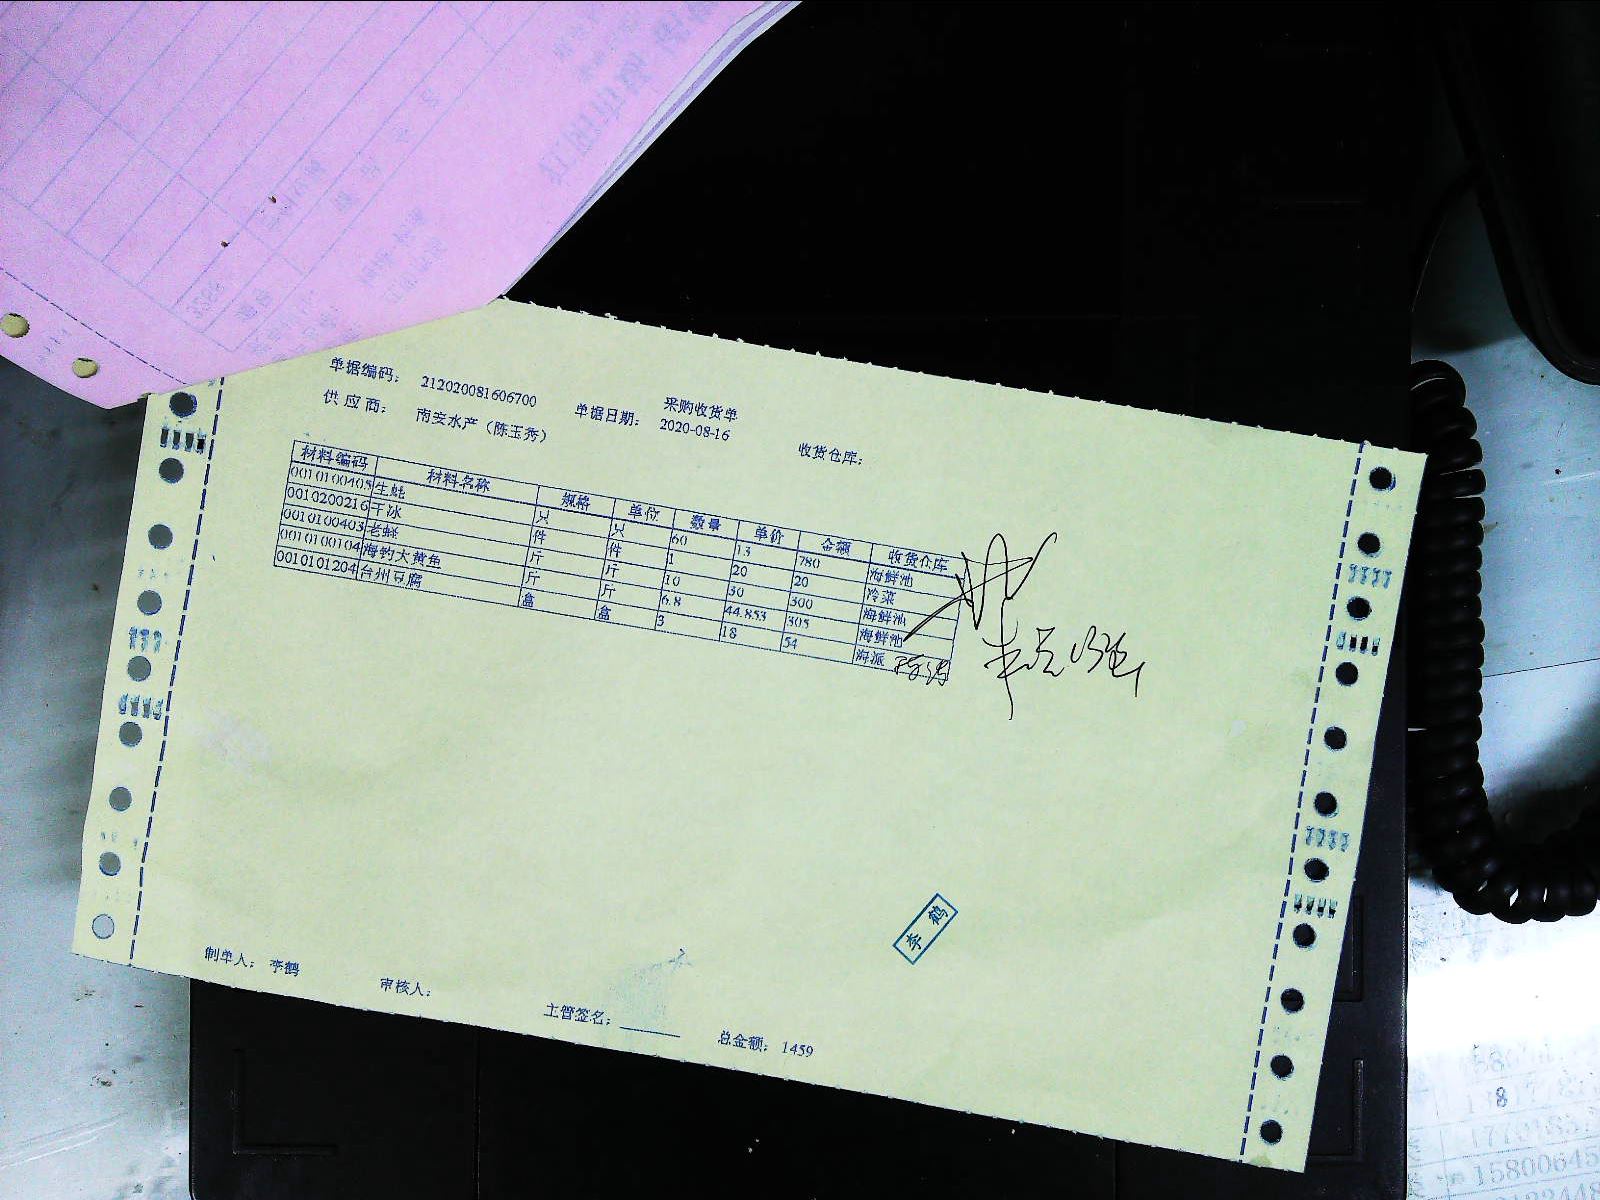 采购收货单
单据编码： 212020081606700 单据日期： 2020-08-16 收货仓库：
供应商： 南安水产（陈玉秀）
材料编码 材料名称 规格 单位 数量 单价 金额 收货仓库
0010100405 生蚝 只 只 60 13 780 海鲜池
0010200216 干冰 件 件 1 20 20 冷菜
0010100403 老蛏 斤 斤 10 30 300 海鲜池
0010100104 海钓大黄鱼 斤 斤 6.8 44.853 305 海鲜池
0010101204 台州豆腐 盒 盒 3 18 54 海派
李鹤
制单人： 李鹤 审核人： 主管签名： 总金额： 1459
15800645